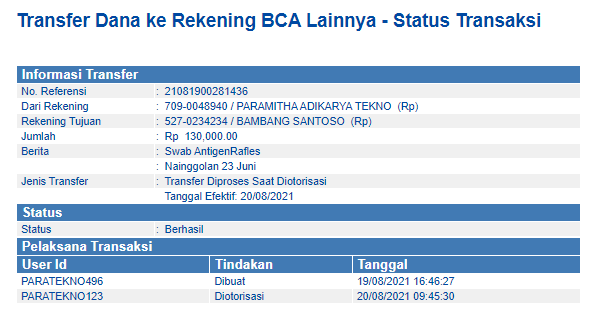 Transfer Dana ke Rekening BCA Lainnya - Status Transaksi
Informasi Transfer
No. Referensi : 21081900281436
Dari Rekening : 709-0048940 / PARAMITHA ADIKARYA TEKNO (Rp)
Rekening Tujuan : 527-0234234 / BAMBANG SANTOSO (Rp)
Jumlah : Rp 130,000.00
Berita : Swab AntigenRafles
: Nainggolan 23 Juni
Jenis Transfer : Transfer Diproses Saat Diotorisasi
Tanggal Efektif: 20/08/2021
Status
Status : Berhasil
Pelaksana Transaksi
User Id Tindakan Tanggal
PARATEKNO496 Dibuat 19/08/2021 16:46:27
PARATEKNO123 Diotorisasi 20/08/2021 09:45:30